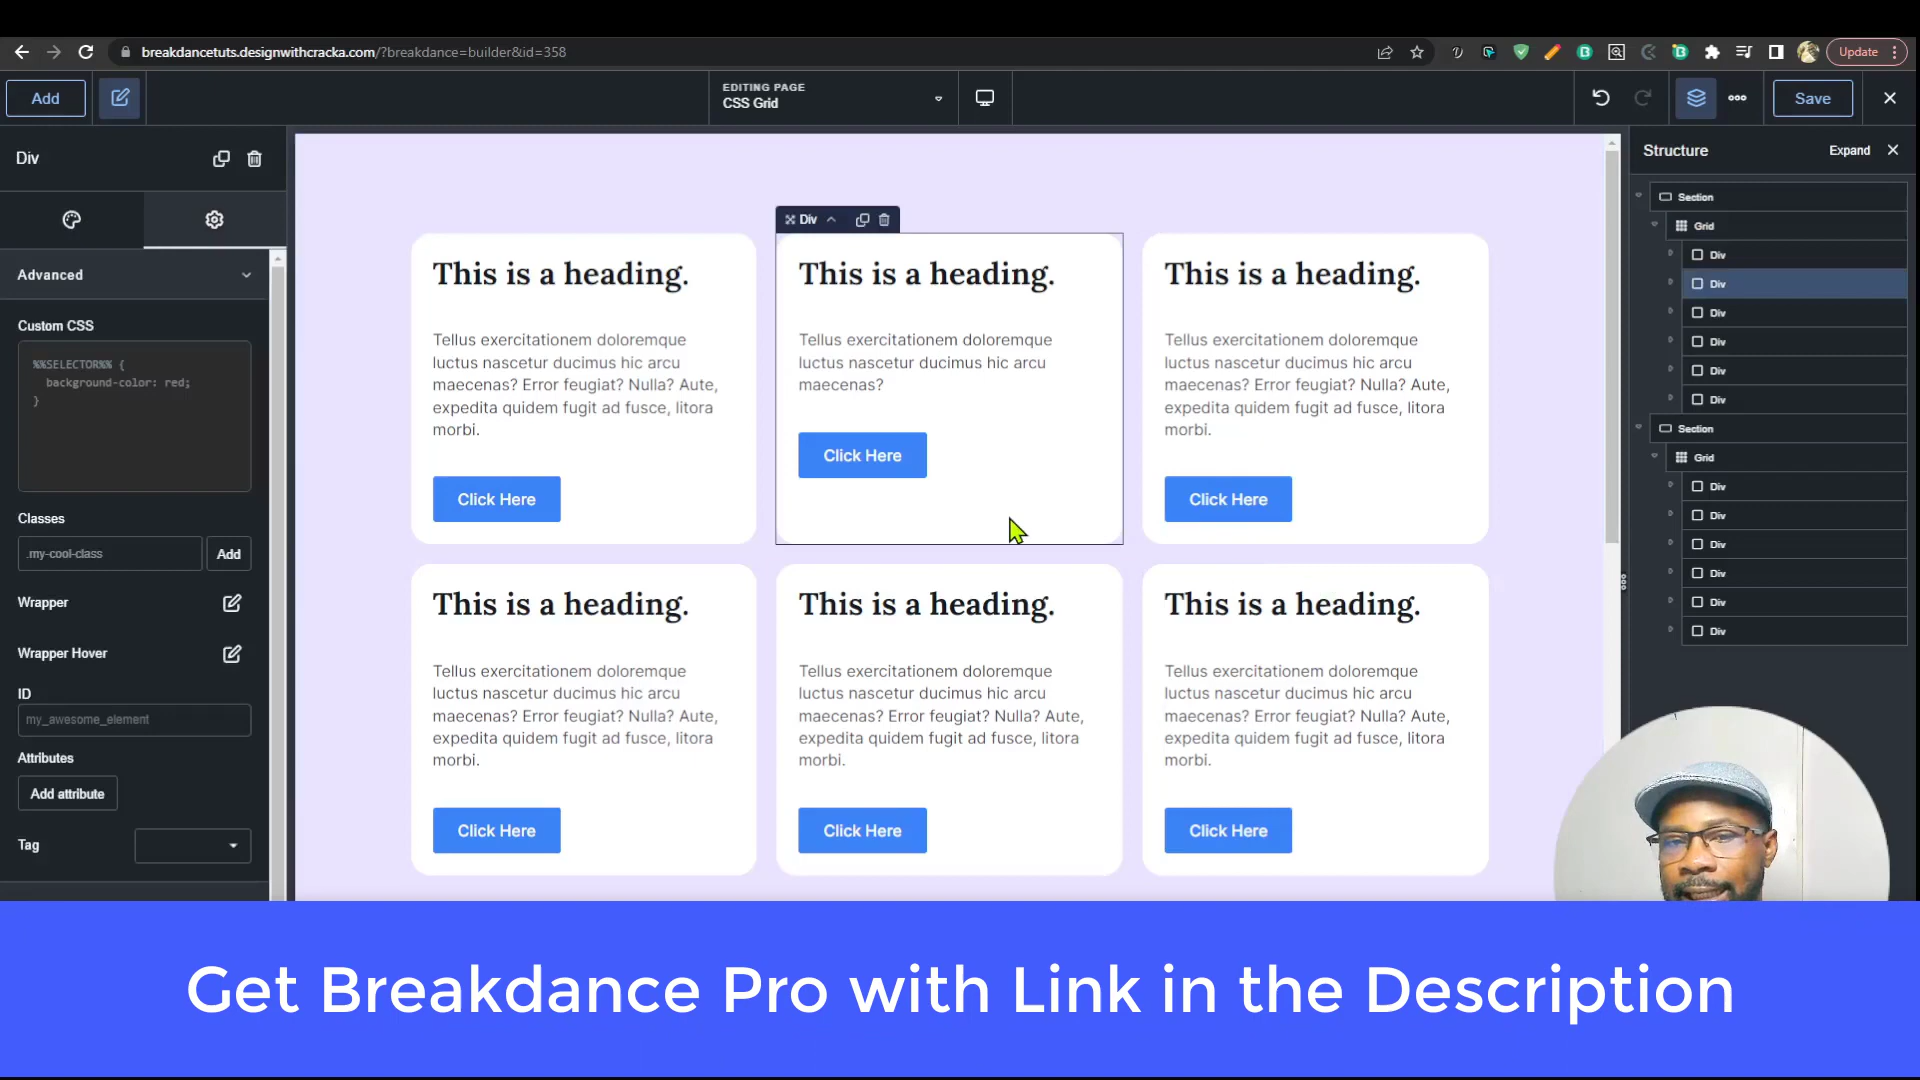 breakdancetuts.designwithcracka.com/?breakdance=builder&id=358
Update
Add
EDITING PAGE
CSS Grid
Save
Div
Advanced
Custom CSS
%%SELECTOR%% {
background-color: red;
}
Classes
.my-cool-class
Add
Wrapper
Wrapper Hover
ID
my_awesome_element
Attributes
Add attribute
Tag
Div
This is a heading.
Tellus exercitationem doloremque
luctus nascetur ducimus hic arcu
maecenas? Error feugiat? Nulla? Aute,
expedita quidem fugit ad fusce, litora
morbi.
Click Here
This is a heading.
Tellus exercitationem doloremque
luctus nascetur ducimus hic arcu
maecenas?
Click Here
This is a heading.
Tellus exercitationem doloremque
luctus nascetur ducimus hic arcu
maecenas? Error feugiat? Nulla? Aute,
expedita quidem fugit ad fusce, litora
morbi.
Click Here
This is a heading.
Tellus exercitationem doloremque
luctus nascetur ducimus hic arcu
maecenas? Error feugiat? Nulla? Aute,
expedita quidem fugit ad fusce, litora
morbi.
Click Here
This is a heading.
Tellus exercitationem doloremque
luctus nascetur ducimus hic arcu
maecenas? Error feugiat? Nulla? Aute,
expedita quidem fugit ad fusce, litora
morbi.
Click Here
This is a heading.
Tellus exercitationem doloremque
luctus nascetur ducimus hic arcu
maecenas? Error feugiat? Nulla? Aute,
expedita quidem fugit ad fusce, litora
morbi.
Click Here
Structure
Expand
Section
Grid
Div
Div
Div
Div
Div
Div
Section
Grid
Div
Div
Div
Div
Div
Div
Get Breakdance Pro with Link in the Description